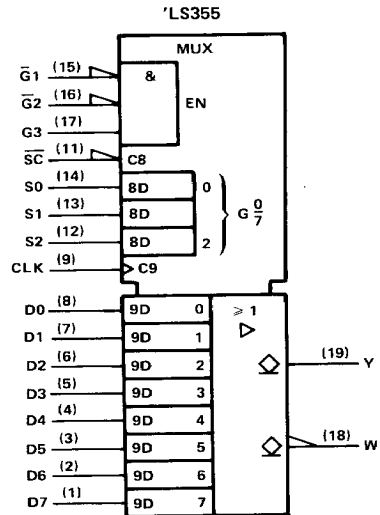 'LS355
MUX
G̅1 (15) &
G̅2 (16) EN
G3 (17)
S̅C̅ (11) C8
S0 (14) 8D 0
S1 (13) 8D G 0/7
S2 (12) 8D 2
CLK (9) C9
D0 (8) 9D 0 ≥ 1
D1 (7) 9D 1
D2 (6) 9D 2 (19) Y
D3 (5) 9D 3
D4 (4) 9D 4
D5 (3) 9D 5 (18) W
D6 (2) 9D 6
D7 (1) 9D 7